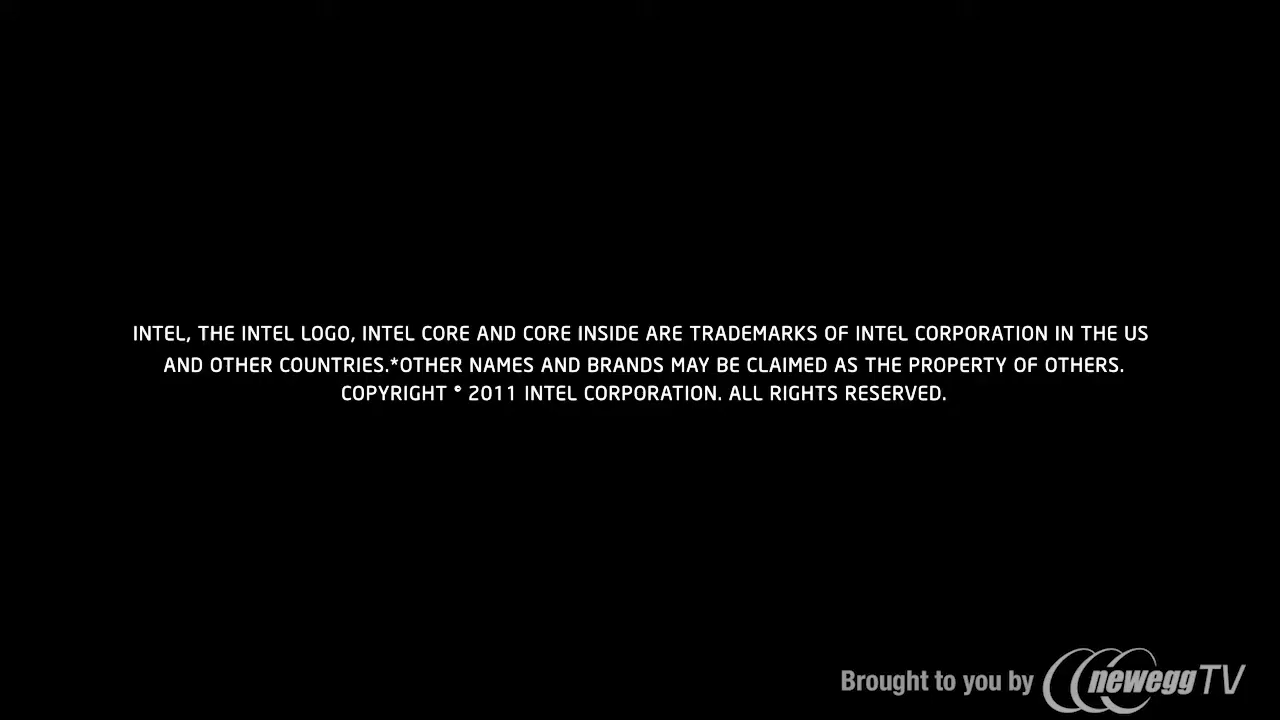 INTEL, THE INTEL LOGO, INTEL CORE AND CORE INSIDE ARE TRADEMARKS OF INTEL CORPORATION IN THE US
AND OTHER COUNTRIES.*OTHER NAMES AND BRANDS MAY BE CLAIMED AS THE PROPERTY OF OTHERS.
COPYRIGHT © 2011 INTEL CORPORATION. ALL RIGHTS RESERVED.
Brought to you by newegg TV